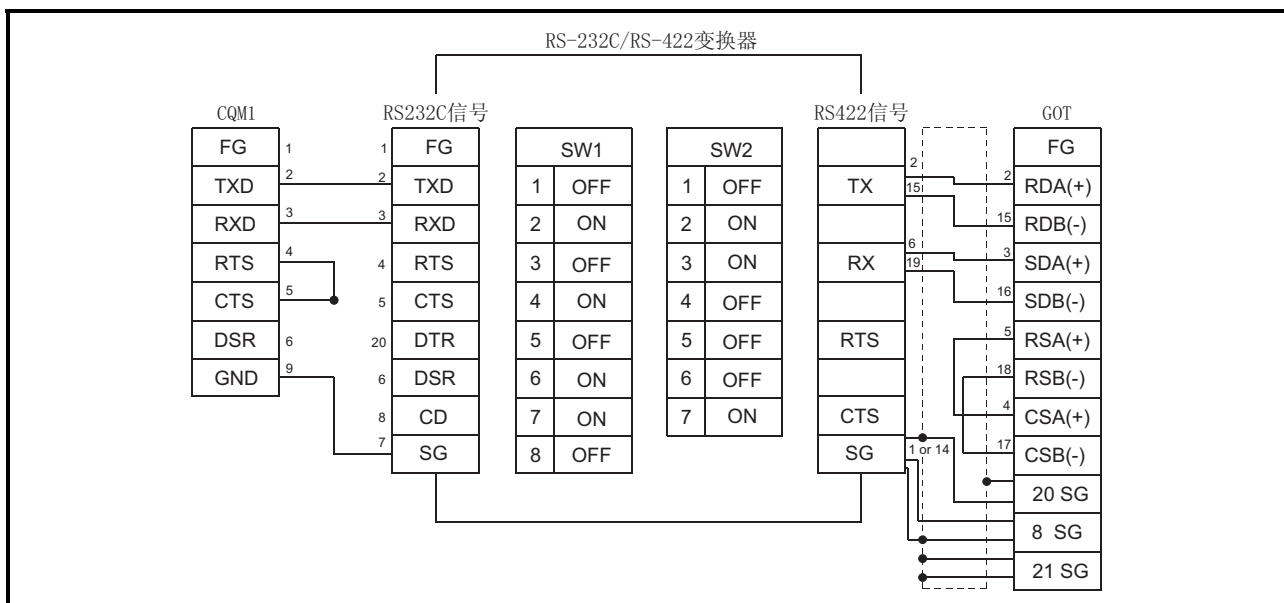 RS-232C/RS-422变换器
CQM1
RS232C信号
RS422信号
GOT
FG 1
TXD 2
RXD 3
RTS 4
CTS 5
DSR 6
GND 9
1 FG
2 TXD
3 RXD
4 RTS
5 CTS
20 DTR
6 DSR
8 CD
7 SG
SW1
1 OFF
2 ON
3 OFF
4 ON
5 OFF
6 ON
7 ON
8 OFF
SW2
1 OFF
2 ON
3 ON
4 OFF
5 OFF
6 OFF
7 ON
TX 2 15
RX 6 19
RTS
CTS
SG 1 or 14
FG
2 RDA(+)
15 RDB(-)
3 SDA(+)
16 SDB(-)
5 RSA(+)
18 RSB(-)
4 CSA(+)
17 CSB(-)
20 SG
8 SG
21 SG